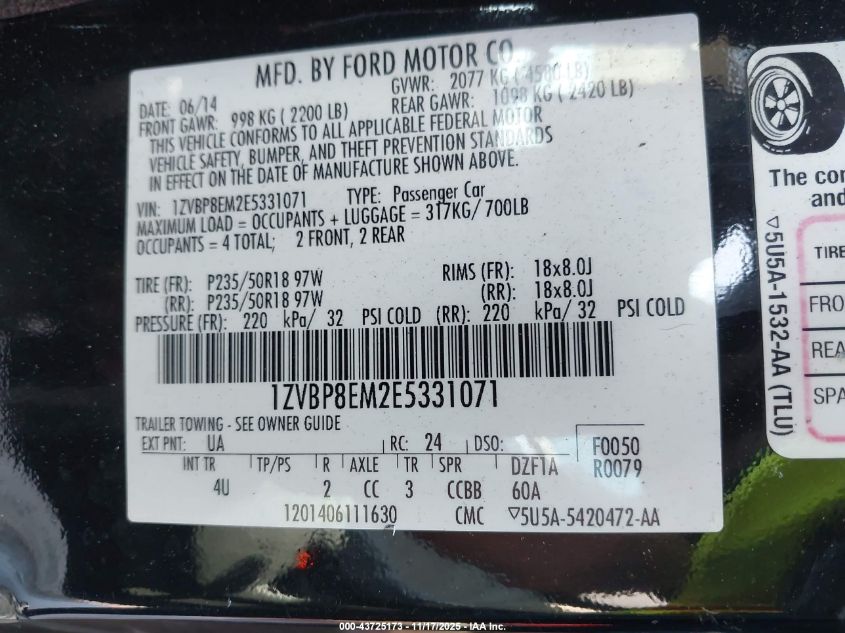 MFD. BY FORD MOTOR CO
DATE: 06/14 GVWR: 2077 KG ( 4580 LB)
FRONT GAWR: 998 KG ( 2200 LB) REAR GAWR: 1098 KG ( 2420 LB)
THIS VEHICLE CONFORMS TO ALL APPLICABLE FEDERAL MOTOR
VEHICLE SAFETY, BUMPER, AND THEFT PREVENTION STANDARDS
IN EFFECT ON THE DATE OF MANUFACTURE SHOWN ABOVE.
VIN: 1ZVBP8EM2E5331071 TYPE: Passenger Car
MAXIMUM LOAD = OCCUPANTS + LUGGAGE = 317KG/ 700LB
OCCUPANTS = 4 TOTAL; 2 FRONT, 2 REAR
TIRE (FR): P235/50R18 97W RIMS (FR): 18x8.0J
(RR): P235/50R18 97W (RR): 18x8.0J
PRESSURE (FR): 220 kPa/ 32 PSI COLD (RR): 220 kPa/ 32 PSI COLD
1ZVBP8EM2E5331071
TRAILER TOWING - SEE OWNER GUIDE
EXT PNT: UA RC: 24 DSO: F0050
INT TR TP/PS R AXLE TR SPR DZF1A R0079
4U 2 CC 3 CCBB 60A
1201406111630 CMC ▽5U5A-5420472-AA
The con
and
▽5U5A-1532-AA (TLU)
TIRE
FRO
REA
SPA
000-43725173 - 11/17/2025 - IAA Inc.